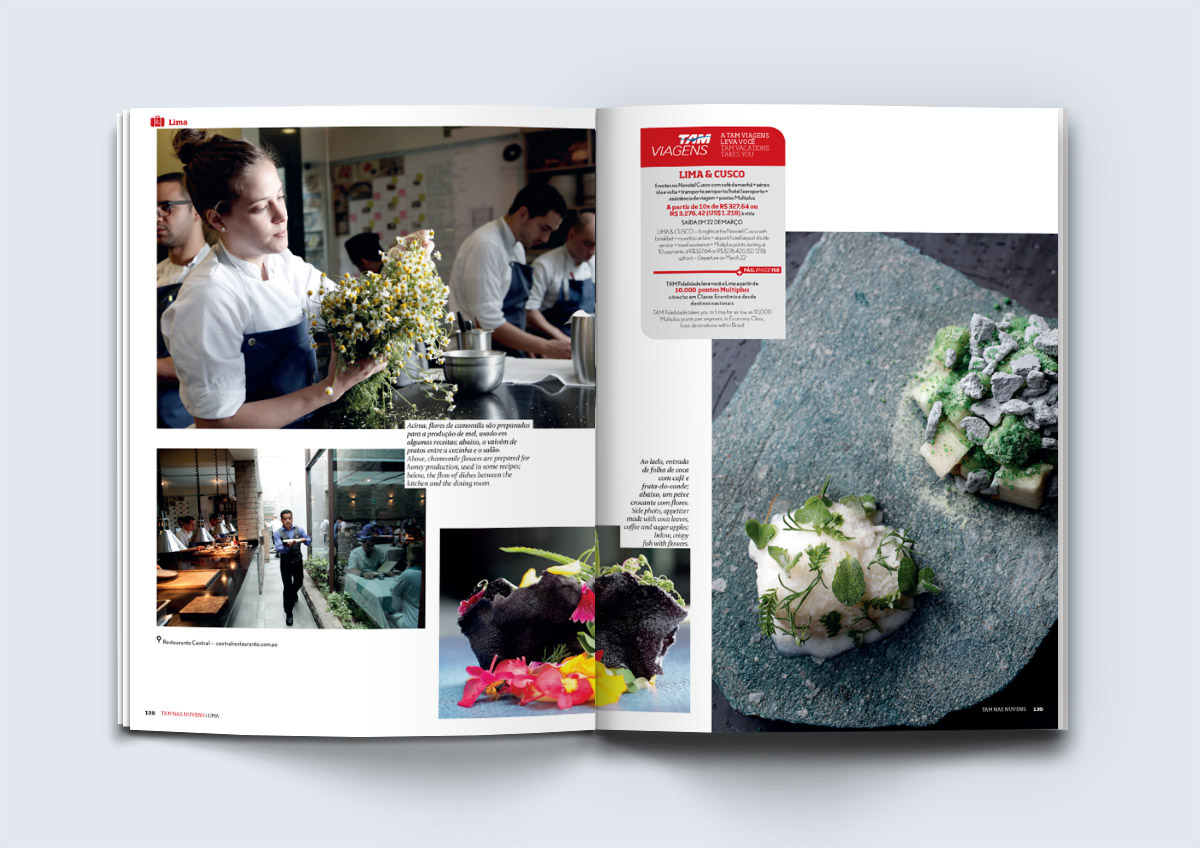 Lima
Acima, flores de camomila são preparadas
para a produção de mel, usado em
algumas receitas; abaixo, o vaivém de
pratos entre a cozinha e o salão.
Above, chamomile flowers are prepared for
honey production, used in some recipes;
below, the flow of dishes between the
kitchen and the dining room.
Restaurante Central – centralrestaurante.com.pe
138 TAM NAS NUVENS / LIMA
TAM
VIAGENS
A TAM VIAGENS
LEVA VOCÊ
TAM VACATIONS
TAKES YOU
LIMA & CUSCO
6 noites no Novotel Cusco com café da manhã + aéreo
ida e volta + transporte aeroporto/hotel/aeroporto +
assistência de viagem + pontos Multiplus
A partir de 10x de R$ 327,64 ou
R$ 3.276,42 (US$ 1.218) à vista
SAÍDA EM 22 DE MARÇO
LIMA & CUSCO – 6 nights at the Novotel Cusco with
breakfast + roundtrip airfare + airport/hotel/airport shuttle
service + travel assistance + Multiplus points starting at
10 payments of R$327.64 or R$3276.42 (USD 1218)
upfront – Departure on March 22
+ PÁG. /PAGE 158
TAM Fidelidade leva você a Lima a partir de
10.000 pontos Multiplus
o trecho em Classe Econômica desde
destinos nacionais
TAM Fidelidade takes you to Lima for as low as 10,000
Multiplus points per segment, in Economy Class,
from destinations within Brazil
Ao lado, entrada
de folha de coca
com café e
fruta-do-conde;
abaixo, um peixe
crocante com flores.
Side photo, appetizer
made with coca leaves,
coffee and sugar apples;
below, crispy
fish with flowers.
TAM NAS NUVENS 139